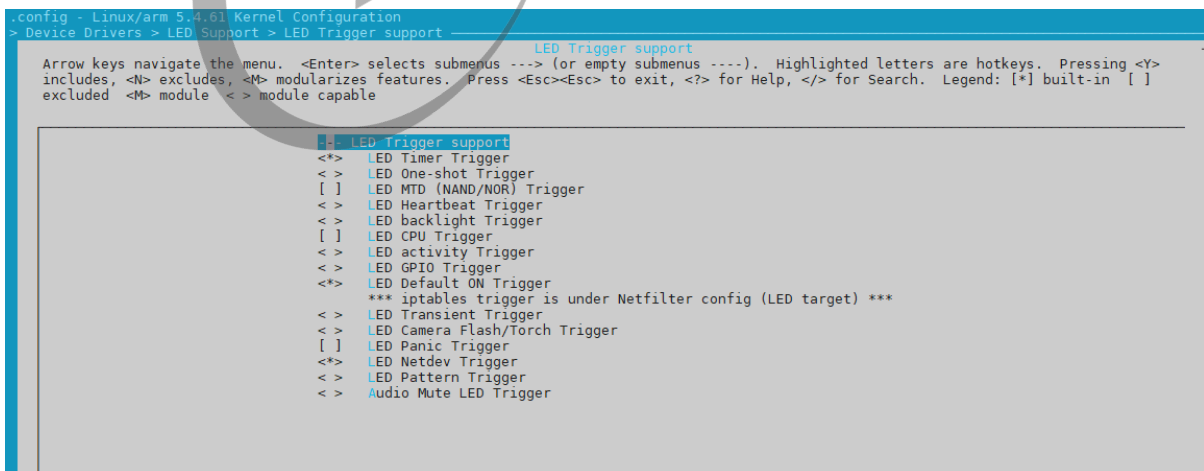 .config - Linux/arm 5.4.61 Kernel Configuration
> Device Drivers > LED Support > LED Trigger support
LED Trigger support
Arrow keys navigate the menu. <Enter> selects submenus ---> (or empty submenus ----). Highlighted letters are hotkeys. Pressing <Y>
includes, <N> excludes, <M> modularizes features. Press <Esc><Esc> to exit, <?> for Help, </> for Search. Legend: [*] built-in [ ]
excluded <M> module < > module capable
--- LED Trigger support
<*> LED Timer Trigger
< > LED One-shot Trigger
[ ] LED MTD (NAND/NOR) Trigger
< > LED Heartbeat Trigger
< > LED backlight Trigger
[ ] LED CPU Trigger
< > LED activity Trigger
< > LED GPIO Trigger
<*> LED Default ON Trigger
*** iptables trigger is under Netfilter config (LED target) ***
< > LED Transient Trigger
< > LED Camera Flash/Torch Trigger
[ ] LED Panic Trigger
<*> LED Netdev Trigger
< > LED Pattern Trigger
< > Audio Mute LED Trigger